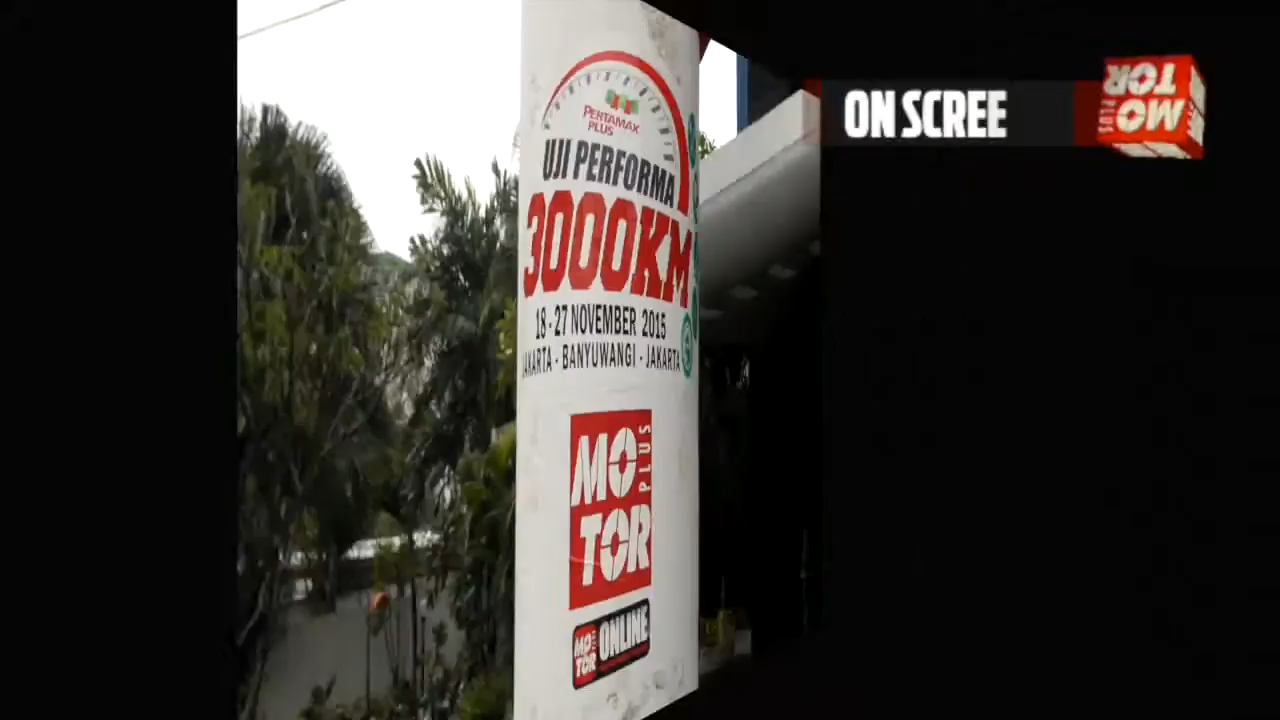 PERTAMAX
PLUS
UJI PERFORMA
3000KM
18 - 27 NOVEMBER 2015
JAKARTA - BANYUWANGI - JAKARTA
MO
TOR
PLUS
MO
TOR
ONLINE
ON SCREE
MO
TOR
PLUS